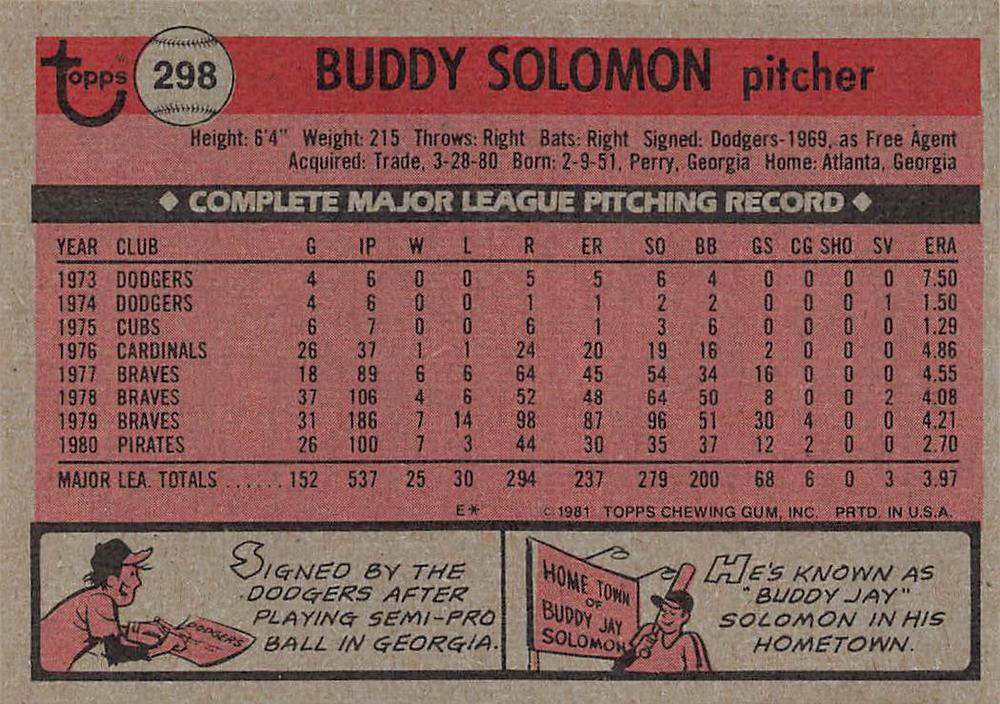 Topps 298 BUDDY SOLOMON pitcher
Height: 6'4" Weight: 215 Throws: Right Bats: Right Signed: Dodgers-1969, as Free Agent
Acquired: Trade, 3-28-80 Born: 2-9-51, Perry, Georgia Home: Atlanta, Georgia
◆ COMPLETE MAJOR LEAGUE PITCHING RECORD ◆
YEAR CLUB G IP W L R ER SO BB GS CG SHO SV ERA
1973 DODGERS 4 6 0 0 5 5 6 4 0 0 0 0 7.50
1974 DODGERS 4 6 0 0 1 1 2 2 0 0 0 1 1.50
1975 CUBS 6 7 0 0 6 1 3 6 0 0 0 0 1.29
1976 CARDINALS 26 37 1 1 24 20 19 16 2 0 0 0 4.86
1977 BRAVES 18 89 6 6 64 45 54 34 16 0 0 0 4.55
1978 BRAVES 37 106 4 6 52 48 64 50 8 0 0 2 4.08
1979 BRAVES 31 186 7 14 98 87 96 51 30 4 0 0 4.21
1980 PIRATES 26 100 7 3 44 30 35 37 12 2 0 0 2.70
MAJOR LEA. TOTALS ...... 152 537 25 30 294 237 279 200 68 6 0 3 3.97
E* © 1981 TOPPS CHEWING GUM, INC. PRTD. IN U.S.A.
SIGNED BY THE
DODGERS AFTER
PLAYING SEMI-PRO
BALL IN GEORGIA.
DODGERS
HOME TOWN
OF
BUDDY JAY
SOLOMON
HE'S KNOWN AS
"BUDDY JAY"
SOLOMON IN HIS
HOMETOWN.